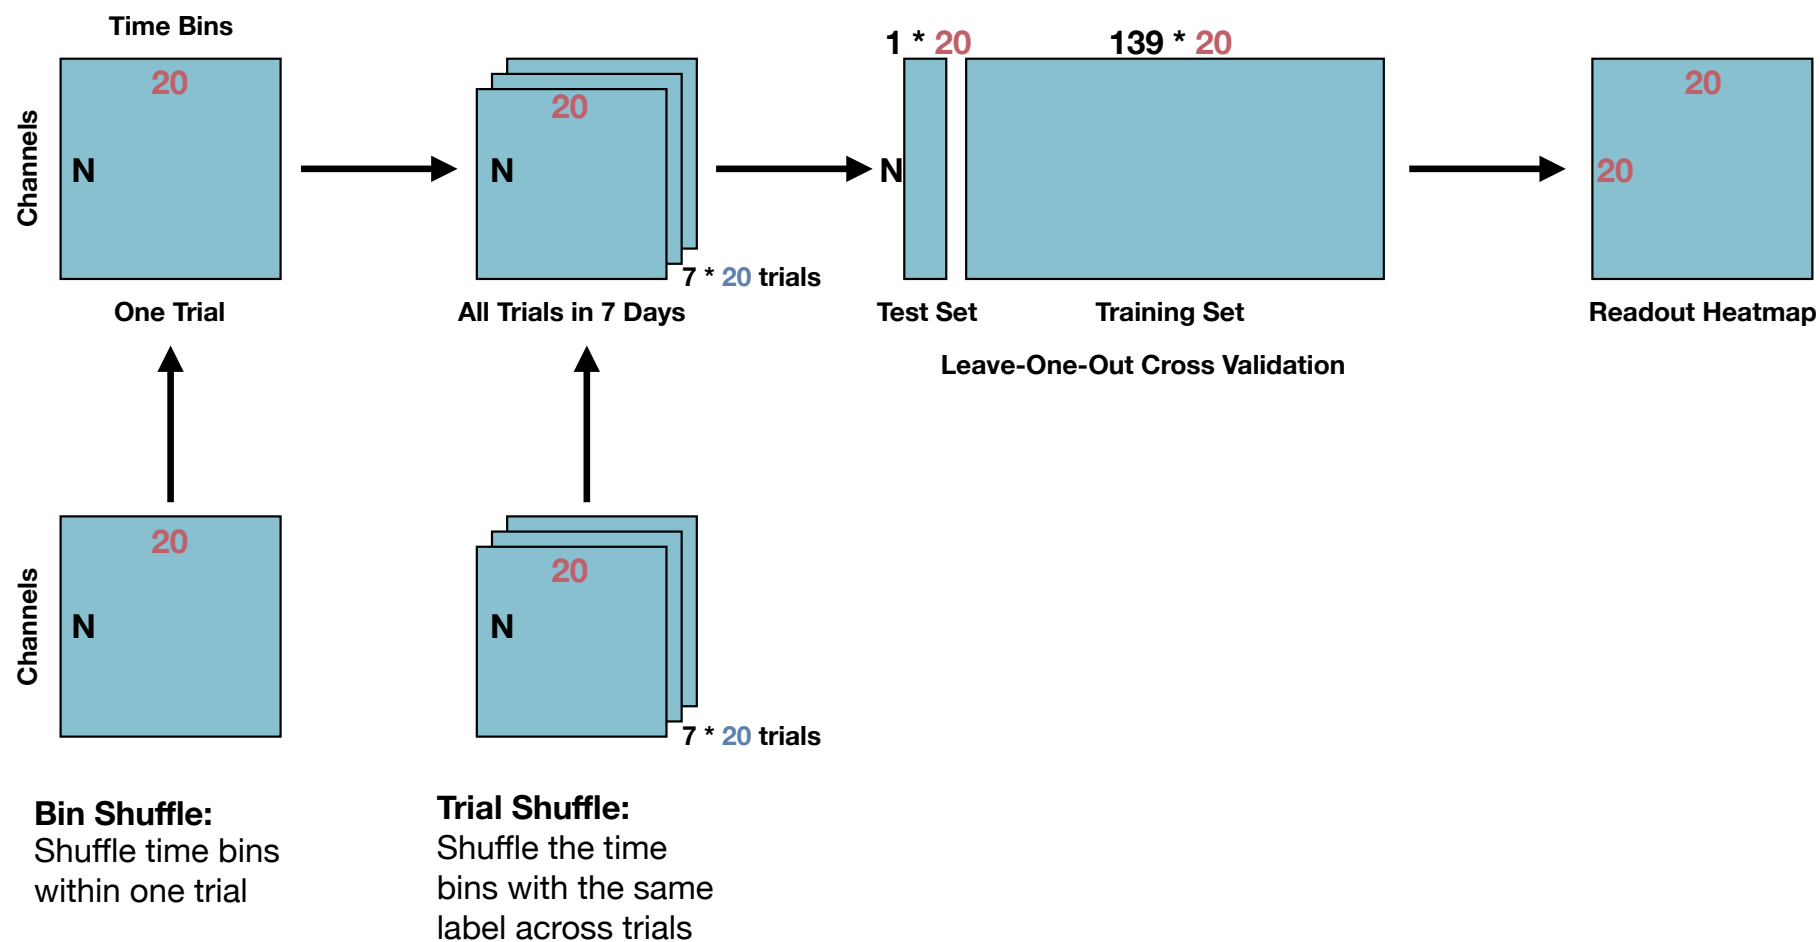 Time Bins
20
Channels
N
One Trial
20
N
7 * 20 trials
All Trials in 7 Days
1 * 20
139 * 20
N
Test Set
Training Set
Leave-One-Out Cross Validation
20
20
Readout Heatmap
20
Channels
N
20
N
7 * 20 trials
Bin Shuffle:
Shuffle time bins
within one trial
Trial Shuffle:
Shuffle the time
bins with the same
label across trials